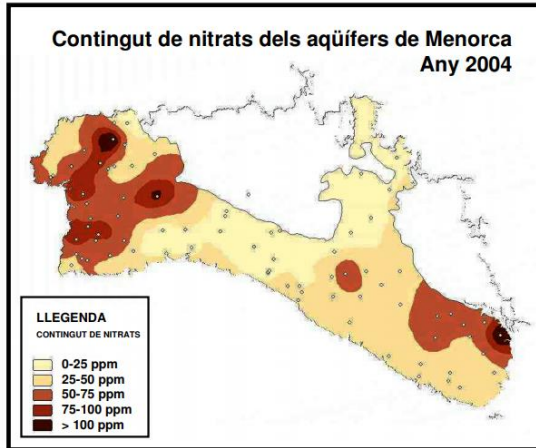 Contingut de nitrats dels aqüífers de Menorca
Any 2004
LLEGENDA
CONTINGUT DE NITRATS
0-25 ppm
25-50 ppm
50-75 ppm
75-100 ppm
> 100 ppm